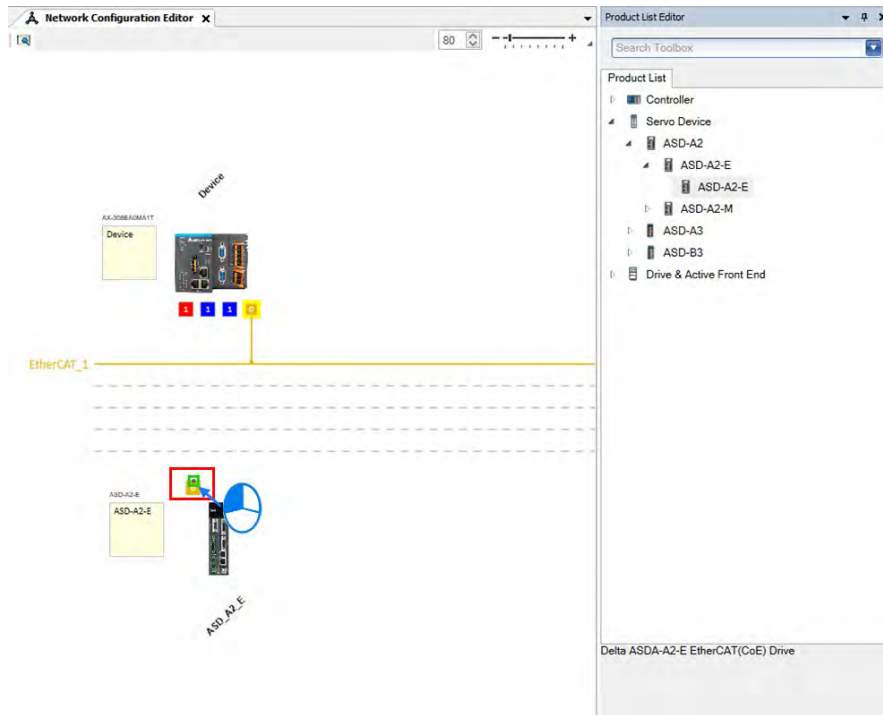 Network Configuration Editor
80
Device
AX-308EA0MA1T
Device
1
1
1
EtherCAT_1
ASD-A2-E
ASD-A2-E
ASD_A2_E
Product List Editor
Search Toolbox
Product List
Controller
Servo Device
ASD-A2
ASD-A2-E
ASD-A2-E
ASD-A2-M
ASD-A3
ASD-B3
Drive & Active Front End
Delta ASDA-A2-E EtherCAT(CoE) Drive